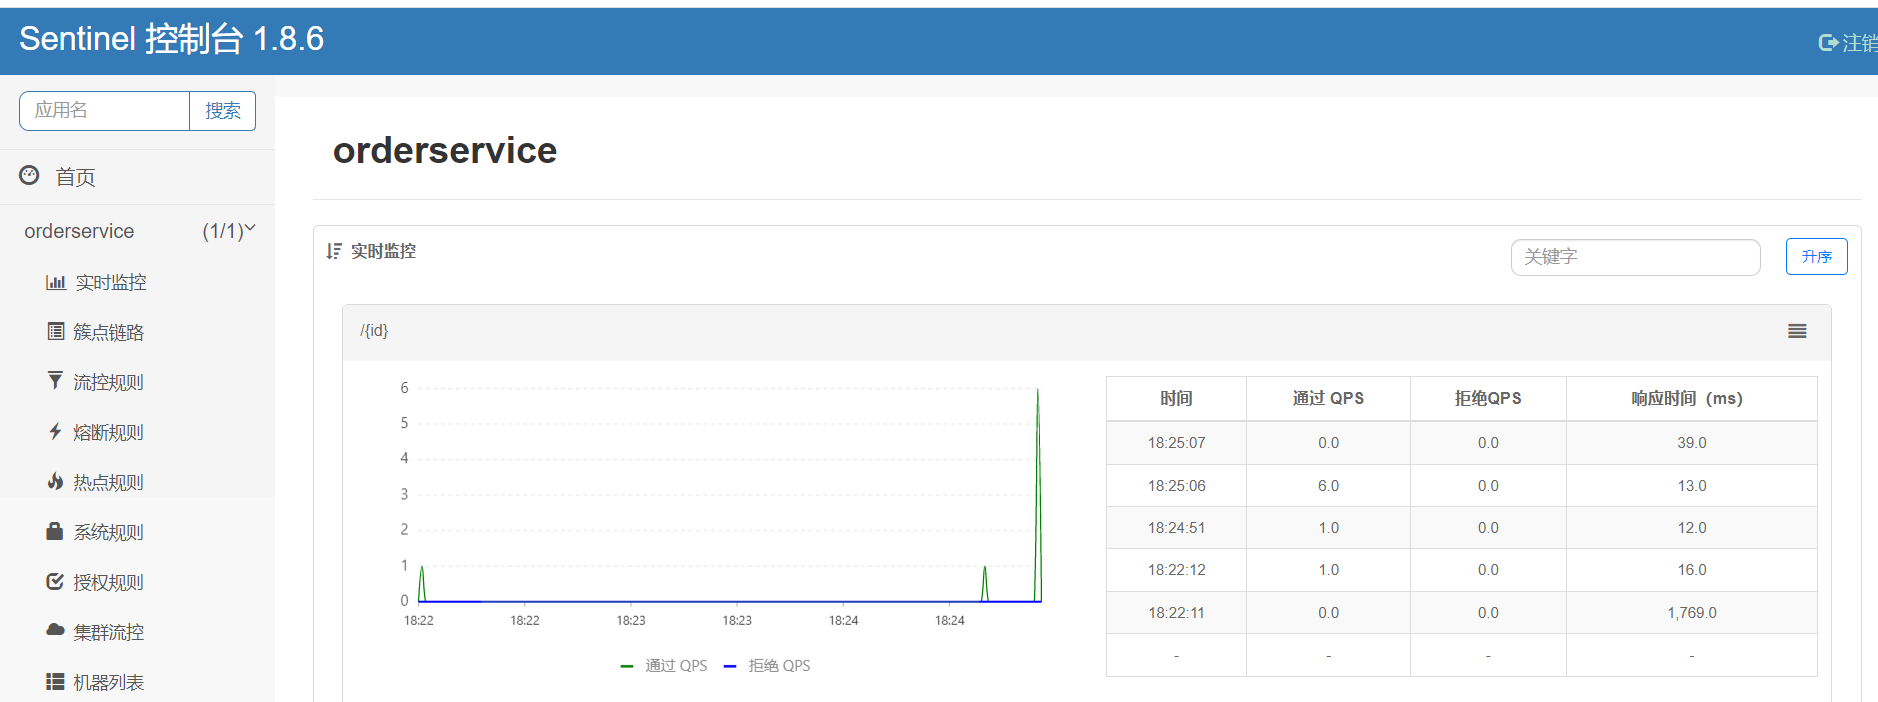 Sentinel 控制台 1.8.6
注销
应用名 搜索
首页
orderservice (1/1)
实时监控
簇点链路
流控规则
熔断规则
热点规则
系统规则
授权规则
集群流控
机器列表
orderservice
实时监控 关键字 升序
/{id}
6
5
4
3
2
1
0
18:22 18:22 18:23 18:23 18:24 18:24
通过 QPS 拒绝 QPS
时间 通过 QPS 拒绝QPS 响应时间（ms）
18:25:07 0.0 0.0 39.0
18:25:06 6.0 0.0 13.0
18:24:51 1.0 0.0 12.0
18:22:12 1.0 0.0 16.0
18:22:11 0.0 0.0 1,769.0
- - - -